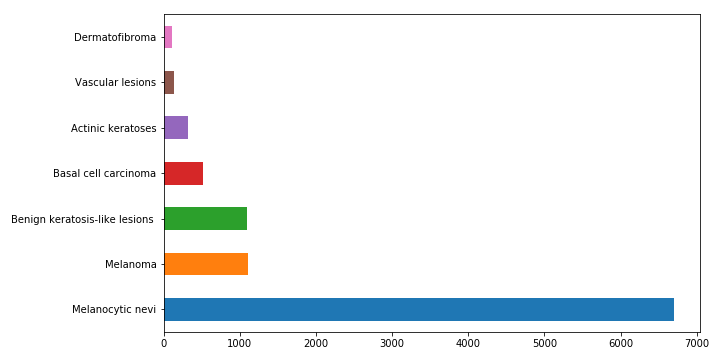 Dermatofibroma
Vascular lesions
Actinic keratoses
Basal cell carcinoma
Benign keratosis-like lesions
Melanoma
Melanocytic nevi
0 1000 2000 3000 4000 5000 6000 7000